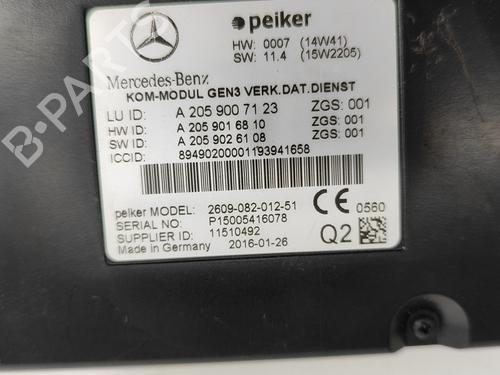 peiker
HW: 0007 (14W41)
SW: 11.4 (15W2205)
Mercedes-Benz
KOM-MODUL GEN3 VERK.DAT.DIENST
LU ID: A 205 900 71 23 ZGS: 001
HW ID: A 205 901 68 10 ZGS: 001
SW ID: A 205 902 61 08 ZGS: 001
ICCID: 89490200001193941658
peiker MODEL: 2609-082-012-51
SERIAL NO: P15005416078
SUPPLIER ID: 11510492
Made in Germany 2016-01-26
CE 0560
Q2
B-PARTS